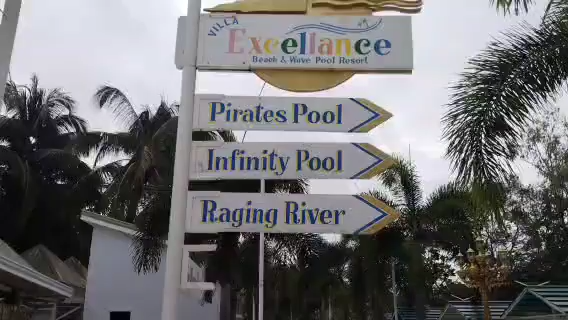 VILLA
Excellance
Beach & Wave Pool Resort
Pirates Pool
Infinity Pool
Raging River